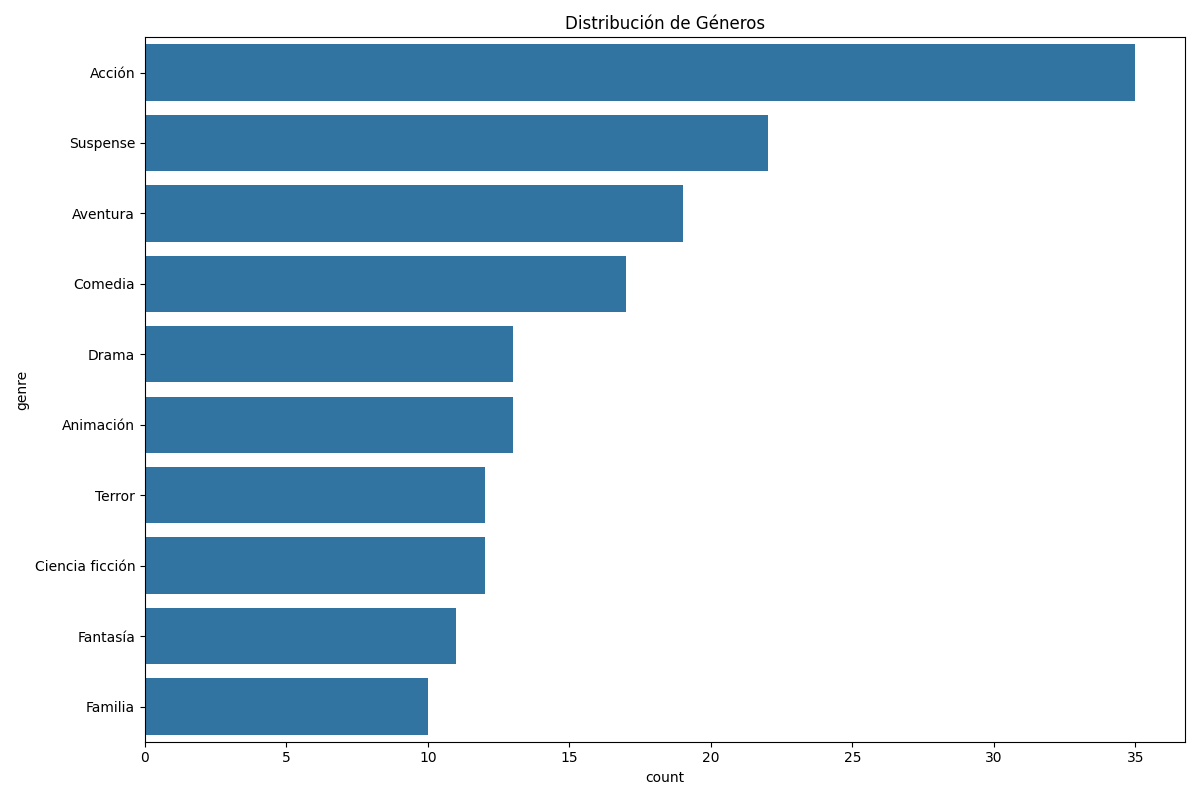 Distribución de Géneros
Acción
Suspense
Aventura
Comedia
Drama
Animación
Terror
Ciencia ficción
Fantasía
Familia
genre
0 5 10 15 20 25 30 35
count